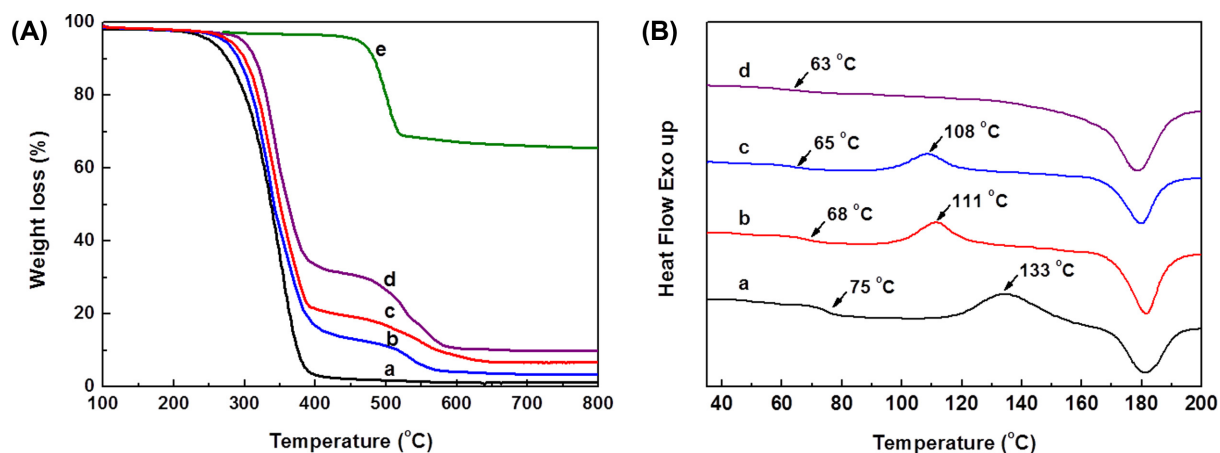 (A)
100
80
60
40
20
0
Weight loss (%)
e
d
c
b
a
100 200 300 400 500 600 700 800
Temperature (°C)
(B)
Heat Flow Exo up
d
63 °C
c
65 °C
108 °C
b
68 °C
111 °C
a
75 °C
133 °C
40 60 80 100 120 140 160 180 200
Temperature (°C)